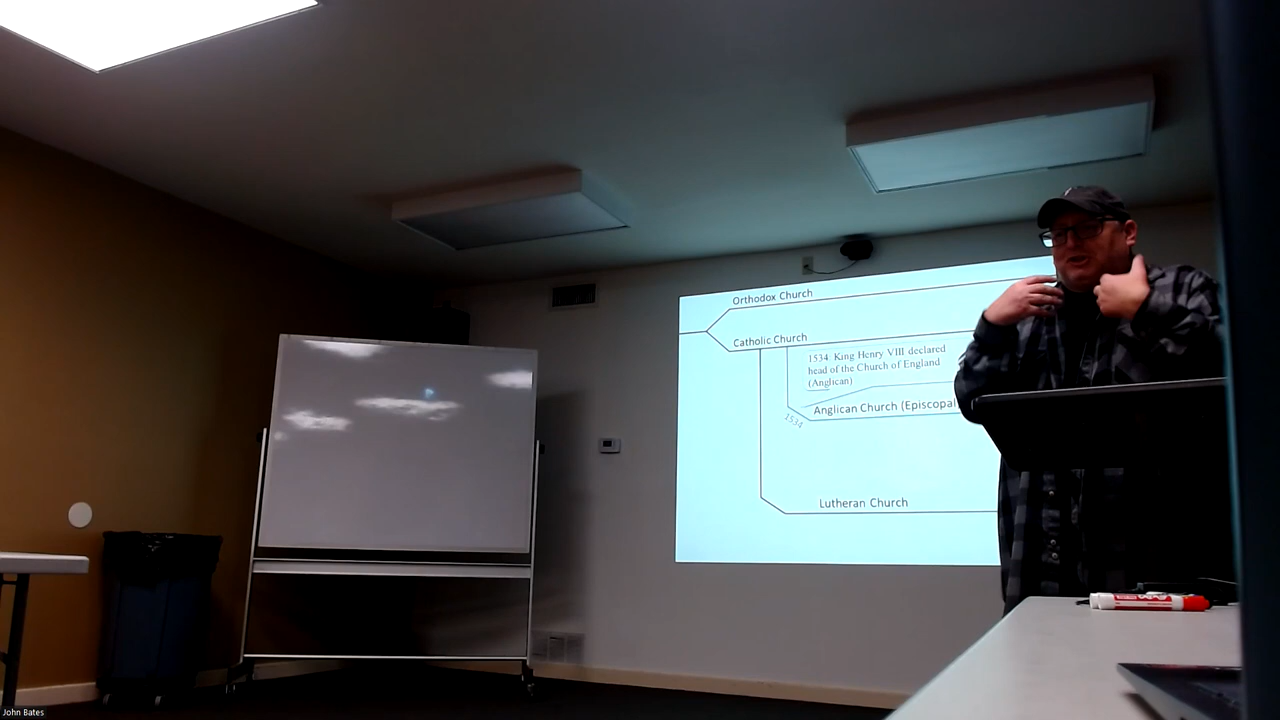 Orthodox Church
Catholic Church
1534: King Henry VIII declared
head of the Church of England
(Anglican)
Anglican Church (Episcopal
1534
Lutheran Church
John Bates